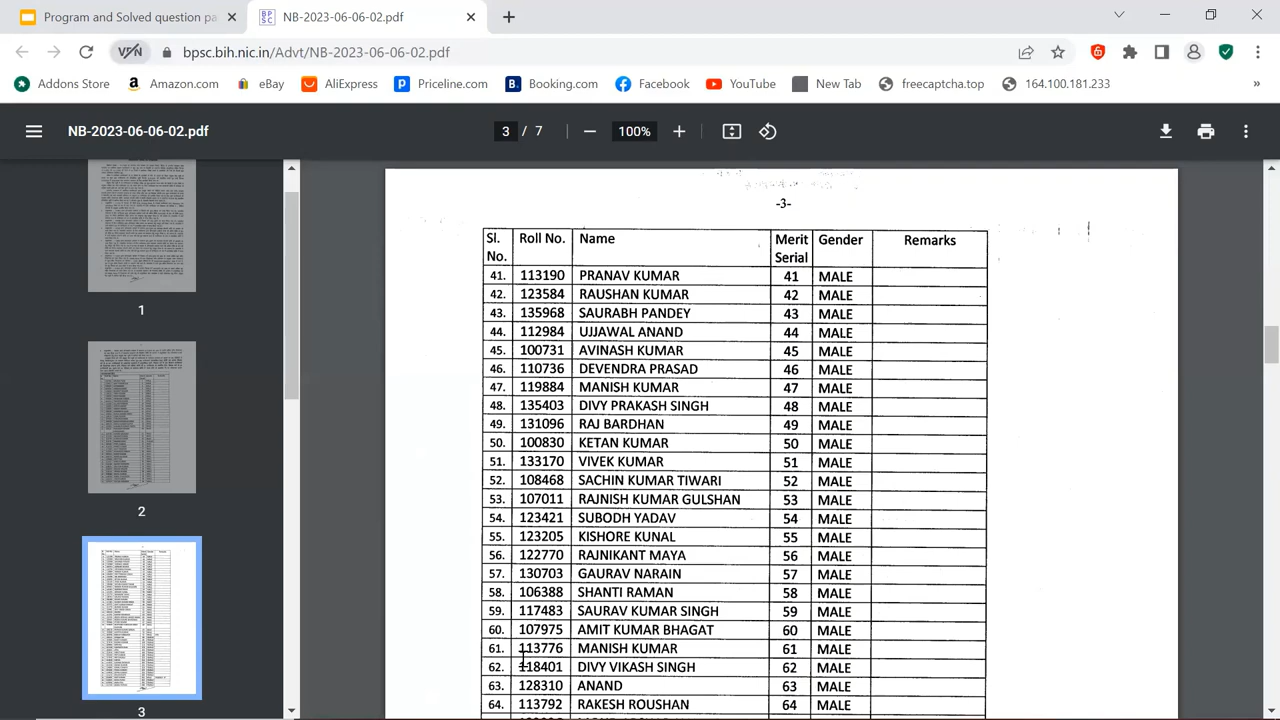 Program and Solved question pa
NB-2023-06-06-02.pdf
VPN
bpsc.bih.nic.in/Advt/NB-2023-06-06-02.pdf
Addons Store
Amazon.com
eBay
AliExpress
Priceline.com
Booking.com
Facebook
YouTube
New Tab
freecaptcha.top
164.100.181.233
»
NB-2023-06-06-02.pdf
3 / 7
100%
1
2
3
-3-
Sl. No. Roll No. Name Merit Serial Gender Remarks
41. 113190 PRANAV KUMAR 41 MALE
42. 123584 RAUSHAN KUMAR 42 MALE
43. 135968 SAURABH PANDEY 43 MALE
44. 112984 UJJAWAL ANAND 44 MALE
45. 100731 AVINASH KUMAR 45 MALE
46. DEVENDRA PRASAD 46 MALE
47. 119884 MANISH KUMAR 47 MALE
48. 135403 DIVY PRAKASH SINGH 48 MALE
49. RAJ BARDHAN 49 MALE
50. 100830 KETAN KUMAR 50 MALE
51. VIVEK KUMAR 51 MALE
52. SACHIN KUMAR TIWARI 52 MALE
53. 107011 RAJNISH KUMAR GULSHAN 53 MALE
54. 123421 SUBODH YADAV 54 MALE
55. 123205 KISHORE KUNAL 55 MALE
56. 122770 RAJNIKANT MAYA 56 MALE
57. GAURAV NARAIN 57 MALE
58. SHANTI RAMAN 58 MALE
59. 117483 SAURAV KUMAR SINGH 59 MALE
60. AMIT KUMAR BHAGAT 60 MALE
61. MANISH KUMAR 61 MALE
62. 118491 DIVY VIKASH SINGH 62 MALE
63. 128310 ANAND 63 MALE
64. 113792 RAKESH ROUSHAN 64 MALE